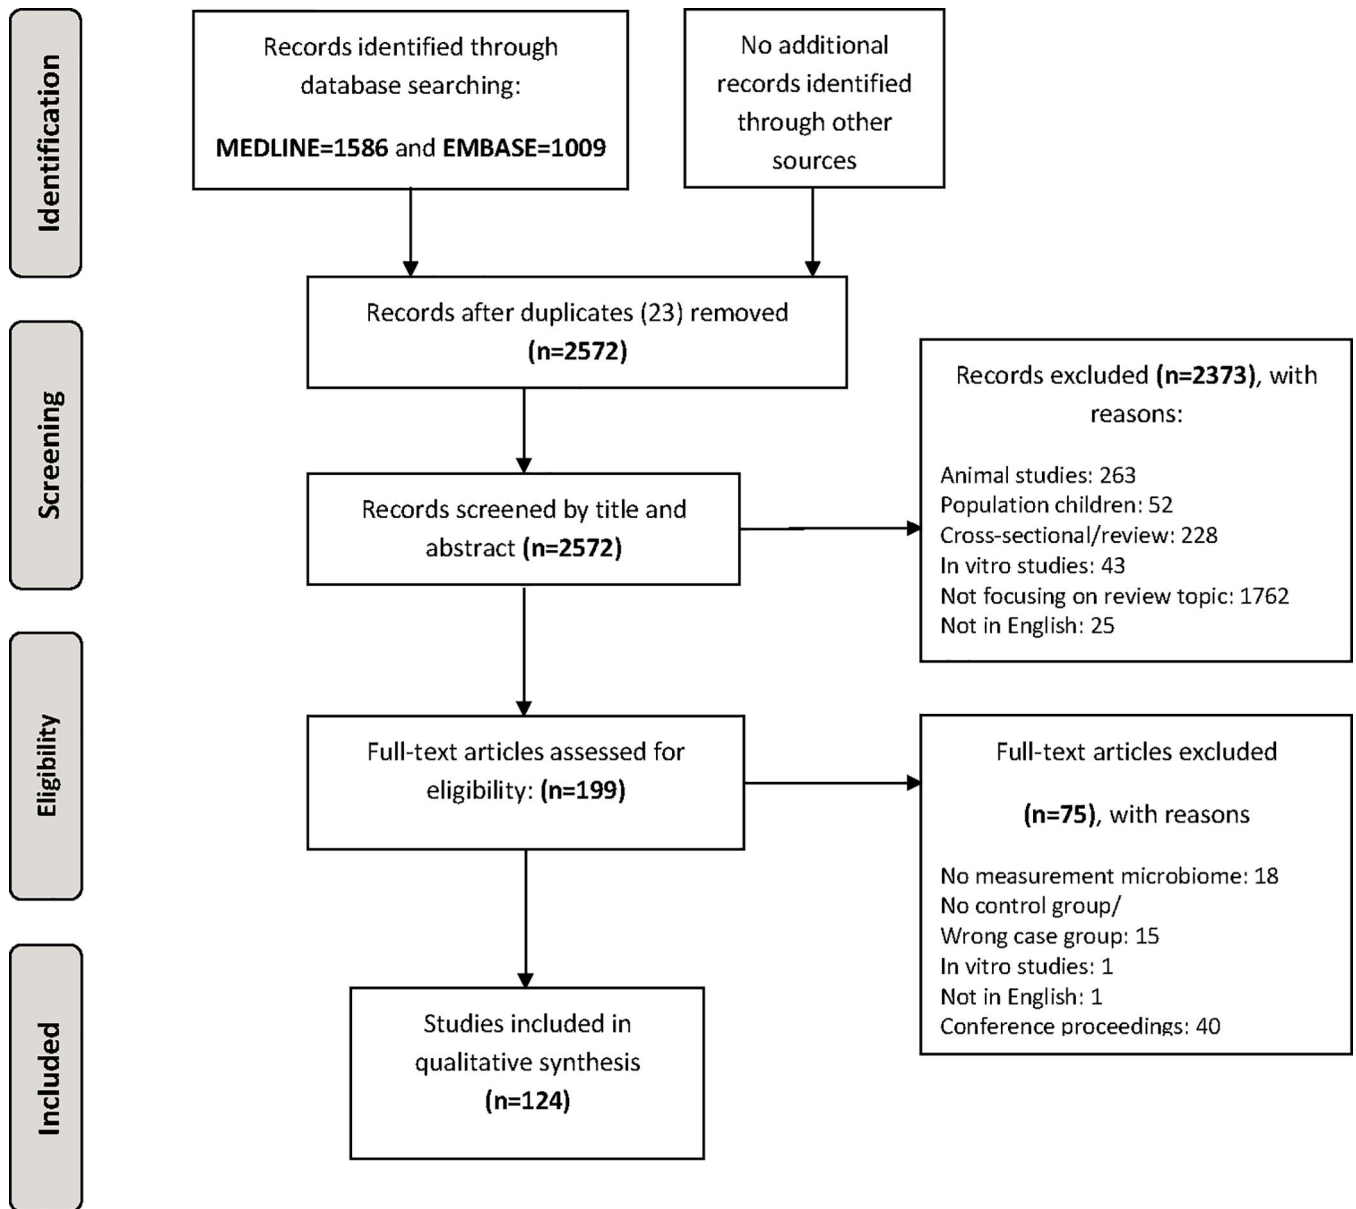 Identification
Records identified through
database searching:
MEDLINE=1586 and EMBASE=1009
No additional
records identified
through other
sources
Screening
Records after duplicates (23) removed
(n=2572)
Records screened by title and
abstract (n=2572)
Records excluded (n=2373), with
reasons:
Animal studies: 263
Population children: 52
Cross-sectional/review: 228
In vitro studies: 43
Not focusing on review topic: 1762
Not in English: 25
Eligibility
Full-text articles assessed for
eligibility: (n=199)
Full-text articles excluded
(n=75), with reasons
No measurement microbiome: 18
No control group/
Wrong case group: 15
In vitro studies: 1
Not in English: 1
Conference proceedings: 40
Included
Studies included in
qualitative synthesis
(n=124)